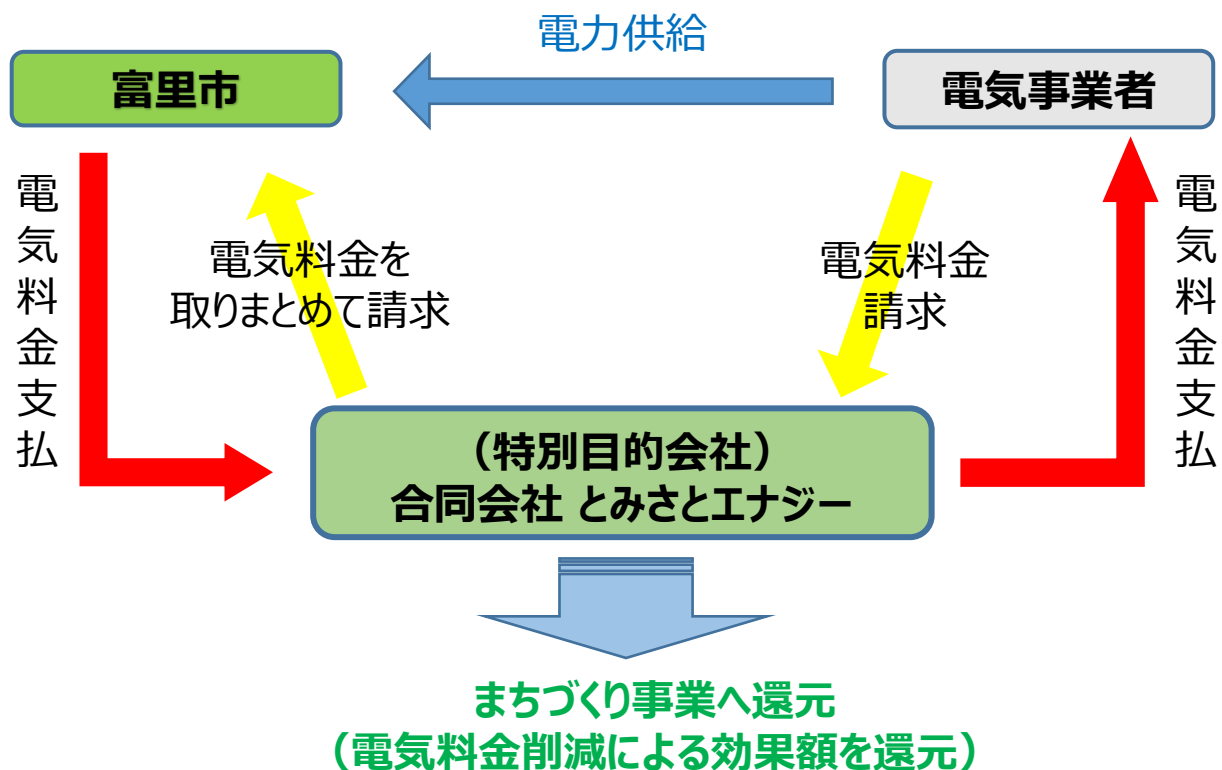 電力供給
富里市
電気事業者
電気料金支払
電気料金を
取りまとめて請求
電気料金
請求
電気料金支払
（特別目的会社）
合同会社 とみさとエナジー
まちづくり事業へ還元
（電気料金削減による効果額を還元）